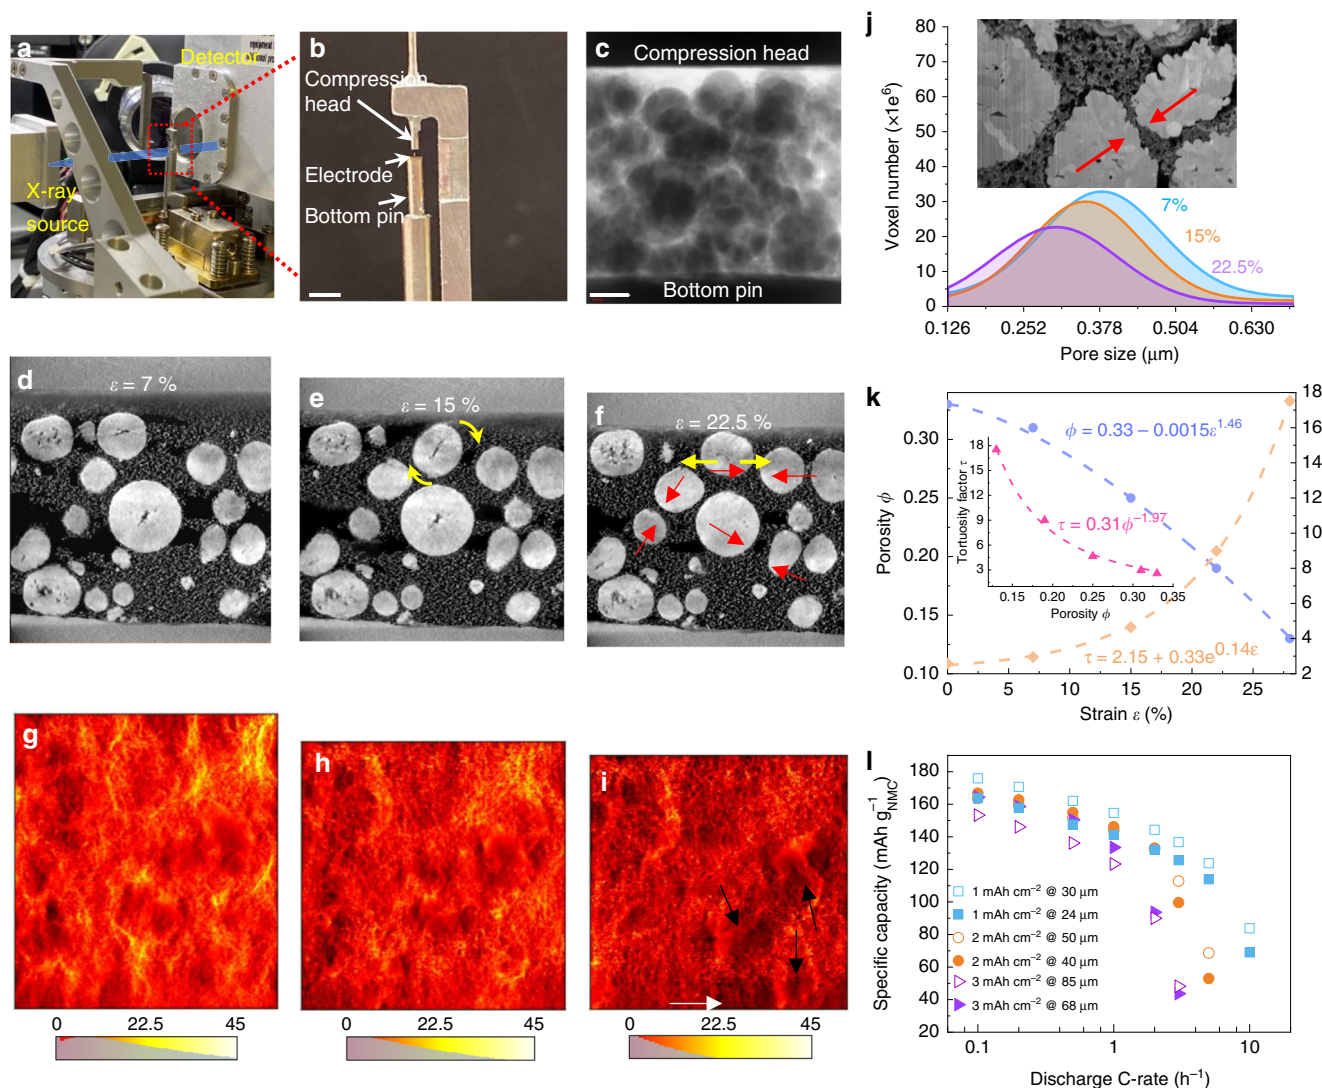 a
Detector
X-ray
source
b
Compression
head
Electrode
Bottom pin
c
Compression head
Bottom pin
d
ε = 7 %
e
ε = 15 %
f
ε = 22.5 %
g
0 22.5 45
h
0 22.5 45
i
0 22.5 45
j
Voxel number (×10e6)
80
70
60
50
40
30
20
10
0
7%
15%
22.5%
0.126 0.252 0.378 0.504 0.630
Pore size (μm)
k
Porosity ϕ
0.30
0.25
0.20
0.15
0.10
ϕ = 0.33 – 0.0015ε^1.46
τ = 2.15 + 0.33e^0.14ε
18
16
14
12
10
8
6
4
2
0 5 10 15 20 25
Strain ε (%)
Tortuosity factor τ
18
15
12
9
6
3
τ = 0.31ϕ^−1.97
0.15 0.20 0.25 0.30 0.35
Porosity ϕ
l
Specific capacity (mAh g⁻¹ NMC)
180
160
140
120
100
80
60
40
20
1 mAh cm⁻² @ 30 μm
1 mAh cm⁻² @ 24 μm
2 mAh cm⁻² @ 50 μm
2 mAh cm⁻² @ 40 μm
3 mAh cm⁻² @ 85 μm
3 mAh cm⁻² @ 68 μm
0.1 1 10
Discharge C-rate (h⁻¹)